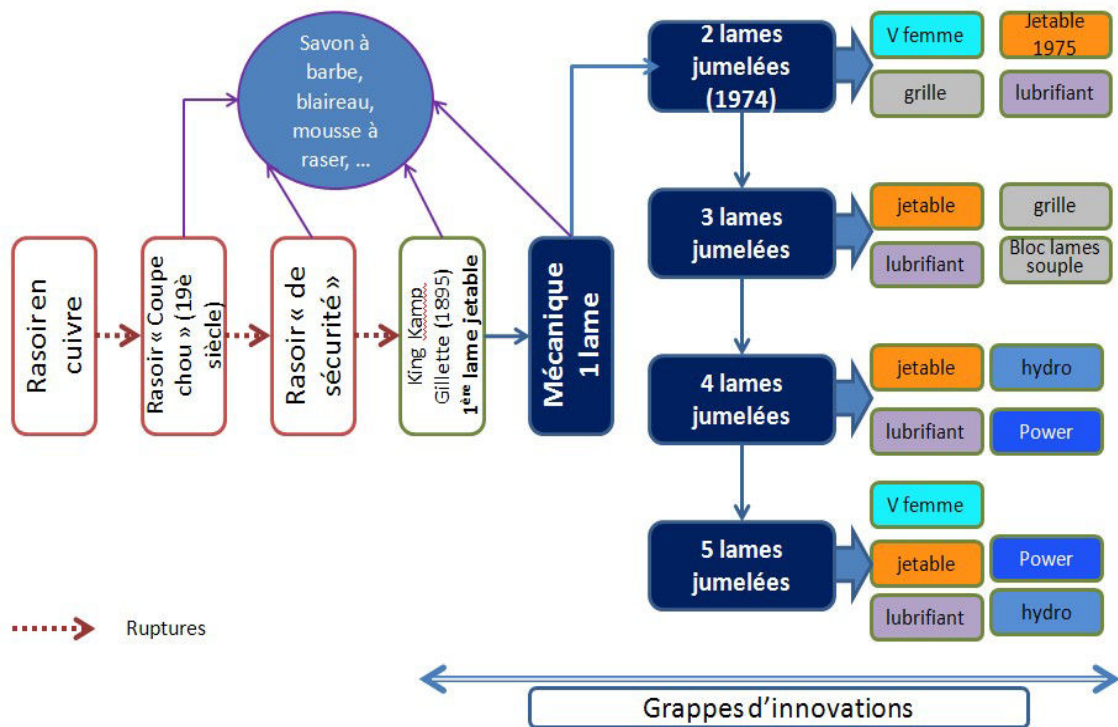 Savon à
barbe,
blaireau,
mousse à
raser, ...
Rasoir en
cuivre
Rasoir « Coupe
chou » (19è
siècle)
Rasoir « de
sécurité »
King Kamp
Gillette (1895)
1ère lame jetable
Mécanique
1 lame
2 lames
jumelées
(1974)
V femme
Jetable
1975
grille
lubrifiant
3 lames
jumelées
jetable
grille
lubrifiant
Bloc lames
souple
4 lames
jumelées
jetable
hydro
lubrifiant
Power
5 lames
jumelées
V femme
jetable
Power
lubrifiant
hydro
Ruptures
Grappes d'innovations